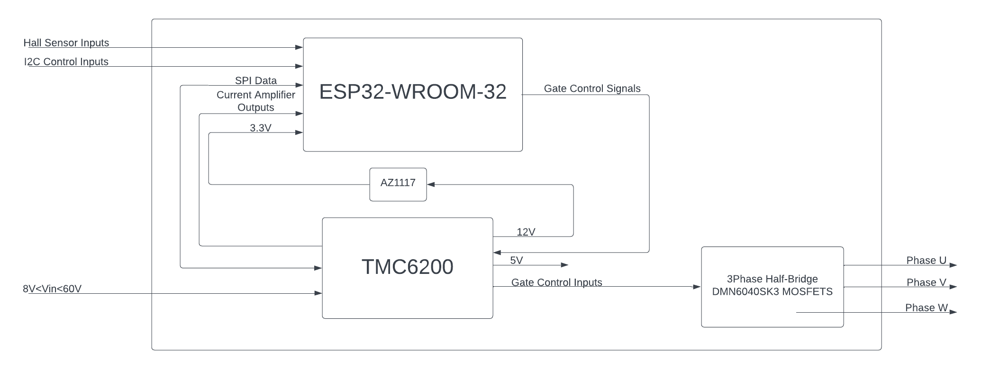 Hall Sensor Inputs
I2C Control Inputs
SPI Data
Current Amplifier
Outputs
3.3V
ESP32-WROOM-32
Gate Control Signals
AZ1117
12V
TMC6200
5V
Gate Control Inputs
8V<Vin<60V
3Phase Half-Bridge
DMN6040SK3 MOSFETS
Phase U
Phase V
Phase W